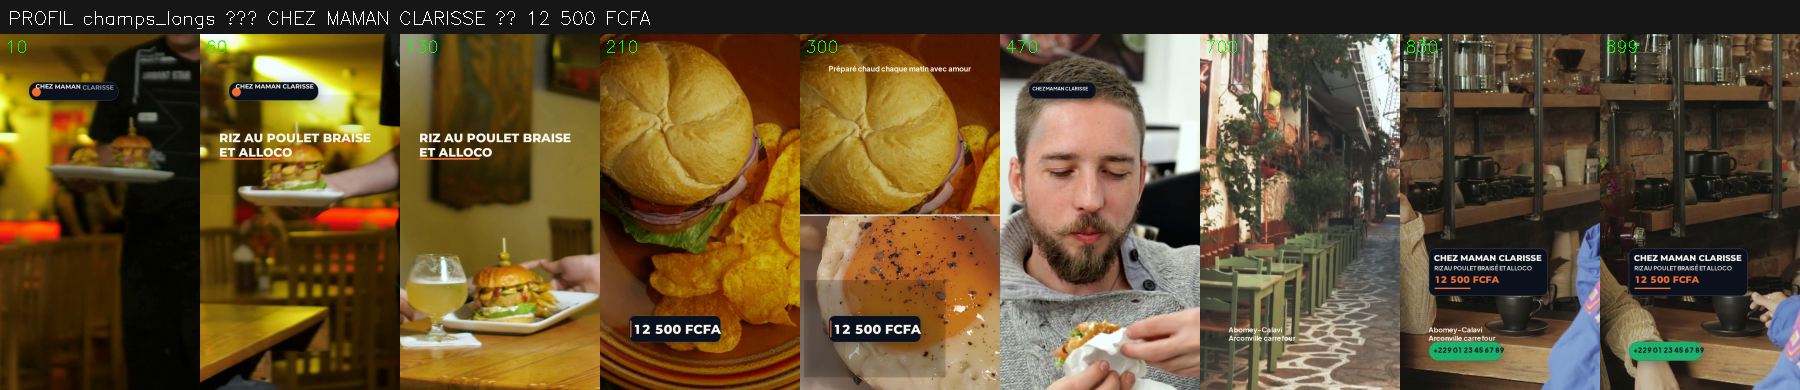 PROFIL champs_longs ??? CHEZ MAMAN CLARISSE ?? 12 500 FCFA
10
CHEZ MAMAN CLARISSE
60
CHEZ MAMAN CLARISSE
RIZ AU POULET BRAISE
ET ALLOCO
RIZ AU POULET BRAISE
ET ALLOCO
210
12 500 FCFA
300
Préparé chaud chaque matin avec amour
12 500 FCFA
470
CHEZ MAMAN CLARISSE
700
Abomey-Calavi
Arconville carrefour
CHEZ MAMAN CLARISSE
RIZ AU POULET BRAISÉ ET ALLOCO
12 500 FCFA
Abomey-Calavi
Arconville carrefour
+229 01 23 45 67 89
899
CHEZ MAMAN CLARISSE
RIZ AU POULET BRAISÉ ET ALLOCO
12 500 FCFA
+229 01 23 45 67 89